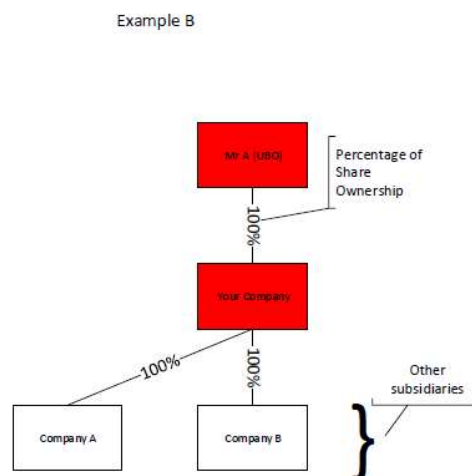 Example B
Mr A (UBO)
Percentage of
Share
Ownership
100%
Your Company
100%
100%
Other
subsidiaries
Company A
Company B